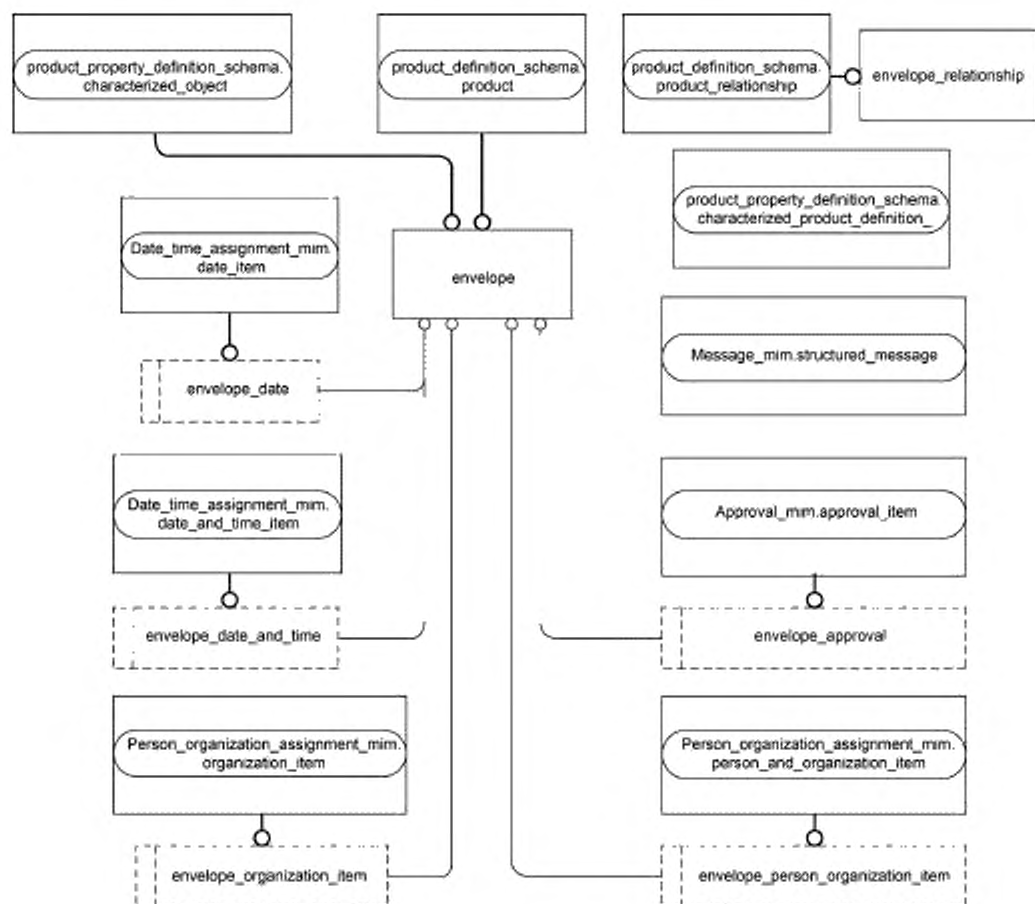 product_property_definition_schema.
characterized_object
product_definition_schema.
product
product_definition_schema.
product_relationship
envelope_relationship
product_property_definition_schema.
characterized_product_definition_
Date_time_assignment_mim.
date_item
envelope
Message_mim.structured_message
envelope_date
Date_time_assignment_mim.
date_and_time_item
Approval_mim.approval_item
envelope_date_and_time
envelope_approval
Person_organization_assignment_mim.
organization_item
Person_organization_assignment_mim.
person_and_organization_item
envelope_organization_item
envelope_person_organization_item